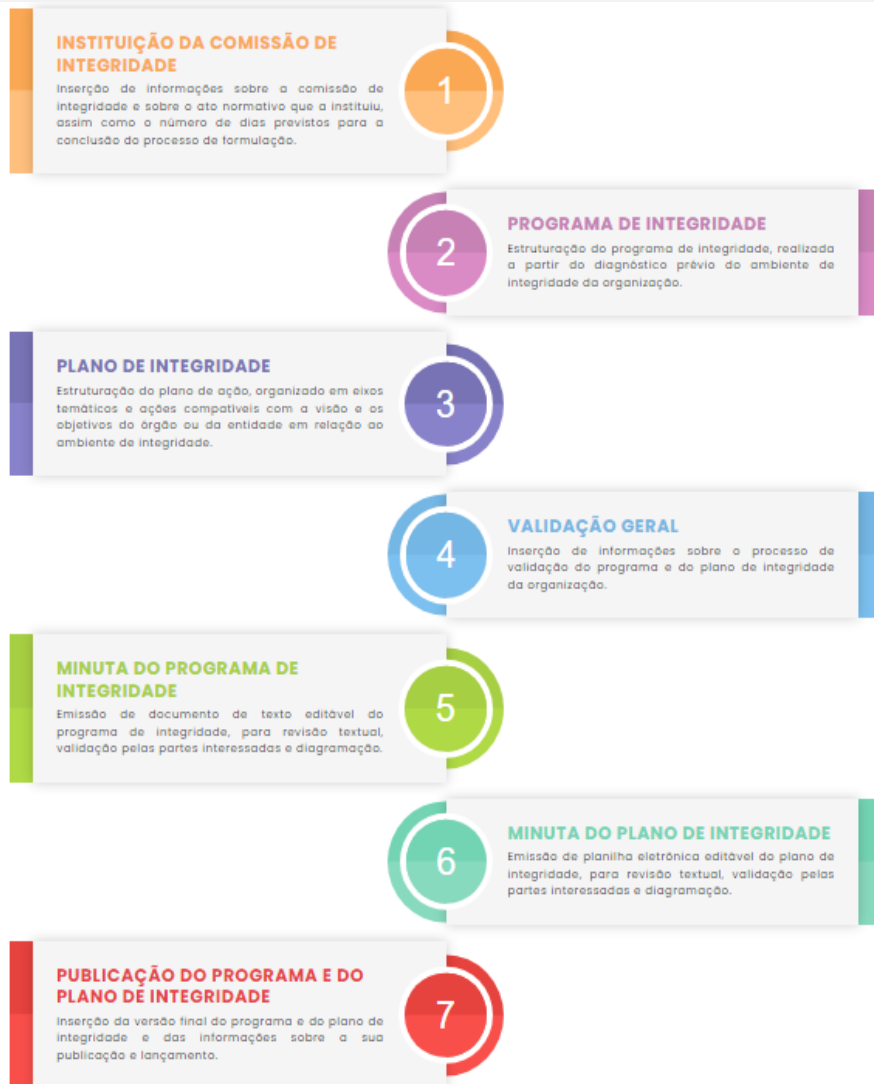 INSTITUIÇÃO DA COMISSÃO DE
INTEGRIDADE
Inserção de informações sobre a comissão de
integridade e sobre o ato normativo que a instituiu,
assim como o número de dias previstos para a
conclusão do processo de formulação.
1
2
PROGRAMA DE INTEGRIDADE
Estruturação do programa de integridade, realizada
a partir do diagnóstico prévio do ambiente de
integridade da organização.
PLANO DE INTEGRIDADE
Estruturação do plano de ação, organizado em eixos
temáticos e ações compatíveis com a visão e os
objetivos do órgão ou da entidade em relação ao
ambiente de integridade.
3
4
VALIDAÇÃO GERAL
Inserção de informações sobre o processo de
validação do programa e do plano de integridade
da organização.
MINUTA DO PROGRAMA DE
INTEGRIDADE
Emissão de documento de texto editável do
programa de integridade, para revisão textual,
validação pelas partes interessadas e diagramação.
5
6
MINUTA DO PLANO DE INTEGRIDADE
Emissão de planilha eletrônica editável do plano de
integridade, para revisão textual, validação pelas
partes interessadas e diagramação.
PUBLICAÇÃO DO PROGRAMA E DO
PLANO DE INTEGRIDADE
Inserção da versão final do programa e do plano de
integridade e das informações sobre a sua
publicação e lançamento.
7